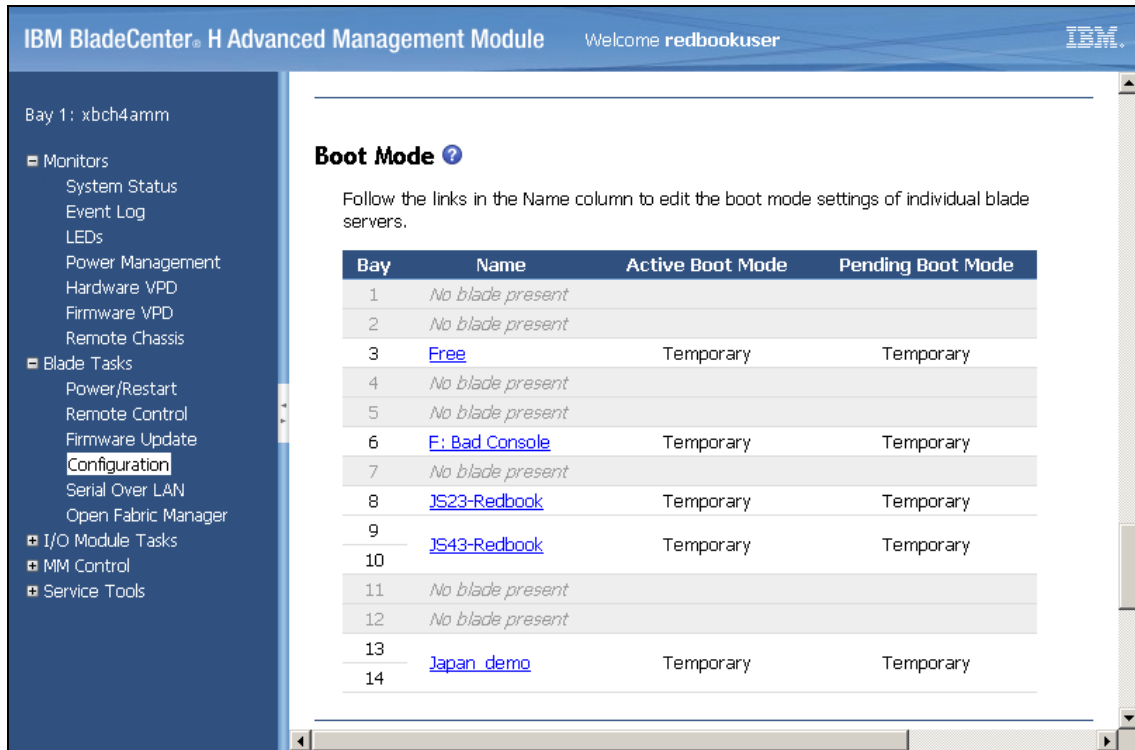 IBM BladeCenter® H Advanced Management Module Welcome redbookuser IBM.
Bay 1: xbch4amm
Monitors
System Status
Event Log
LEDs
Power Management
Hardware VPD
Firmware VPD
Remote Chassis
Blade Tasks
Power/Restart
Remote Control
Firmware Update
Configuration
Serial Over LAN
Open Fabric Manager
I/O Module Tasks
MM Control
Service Tools
Boot Mode ?
Follow the links in the Name column to edit the boot mode settings of individual blade
servers.
Bay Name Active Boot Mode Pending Boot Mode
1 No blade present
2 No blade present
3 Free Temporary Temporary
4 No blade present
5 No blade present
6 F: Bad Console Temporary Temporary
7 No blade present
8 JS23-Redbook Temporary Temporary
9
JS43-Redbook Temporary Temporary
10
11 No blade present
12 No blade present
13
Japan_demo Temporary Temporary
14